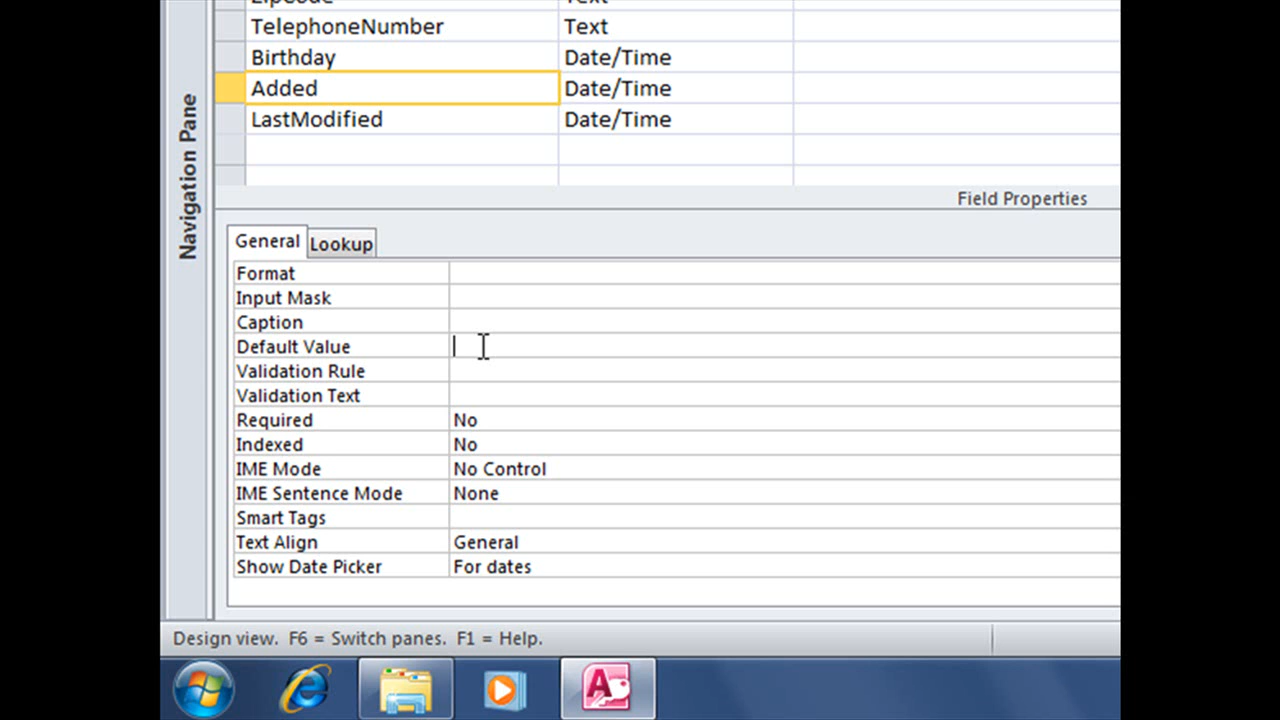 TelephoneNumber Text
Birthday Date/Time
Added Date/Time
LastModified Date/Time
Navigation Pane
Field Properties
General Lookup
Format
Input Mask
Caption
Default Value
Validation Rule
Validation Text
Required No
Indexed No
IME Mode No Control
IME Sentence Mode None
Smart Tags
Text Align General
Show Date Picker For dates
Design view. F6 = Switch panes. F1 = Help.